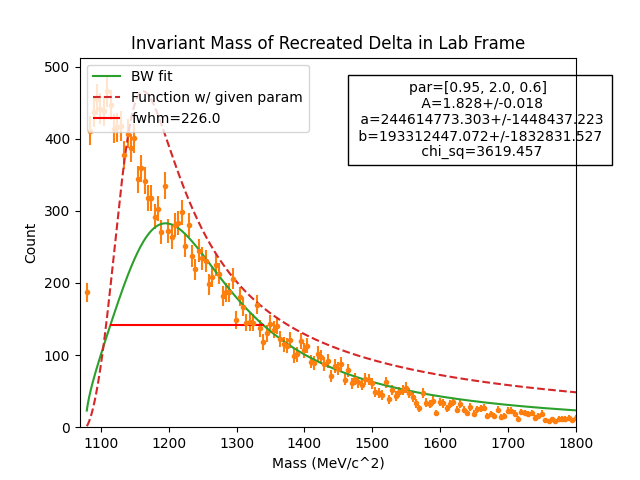 Invariant Mass of Recreated Delta in Lab Frame
BW fit
Function w/ given param
fwhm=226.0
par=[0.95, 2.0, 0.6]
A=1.828+/-0.018
a=244614773.303+/-1448437.223
b=193312447.072+/-1832831.527
chi_sq=3619.457
Count
500
400
300
200
100
0
1100 1200 1300 1400 1500 1600 1700 1800
Mass (MeV/c^2)